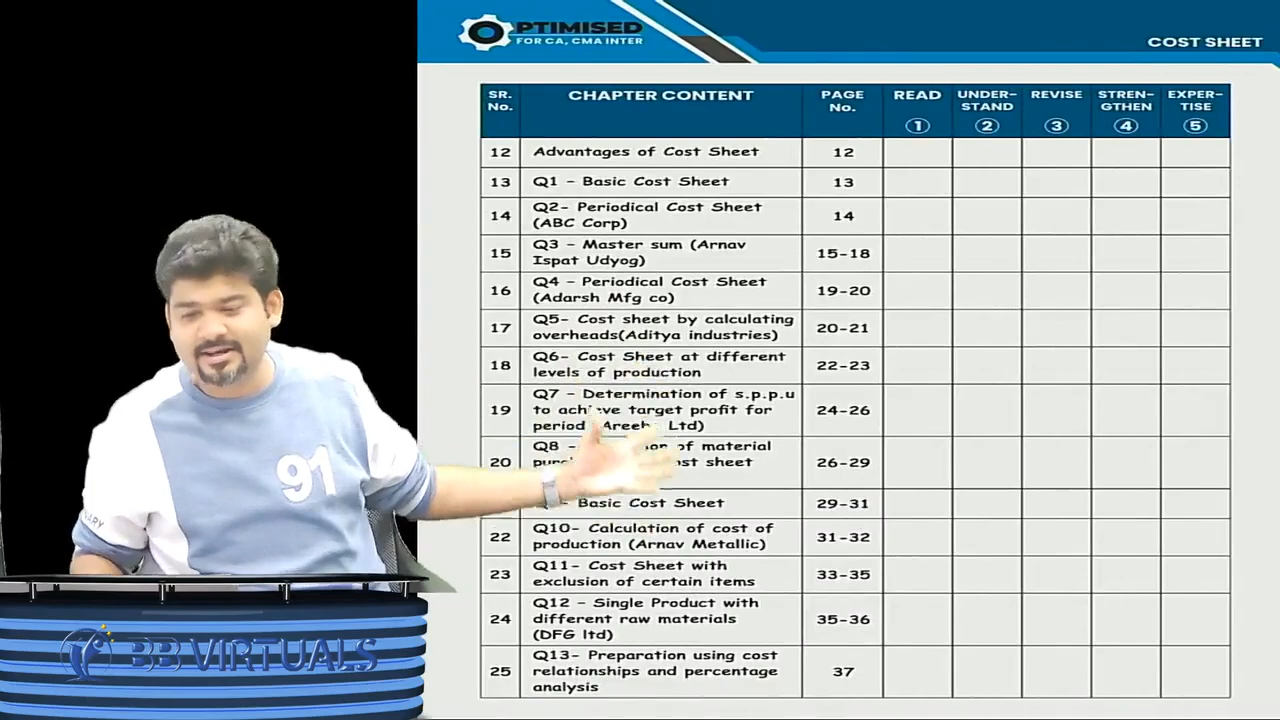 PTIMISED
FOR CA, CMA INTER
COST SHEET
SR. No. CHAPTER CONTENT PAGE No. READ 1 UNDER-STAND 2 REVISE 3 STREN-GTHEN 4 EXPER-TISE 5
12 Advantages of Cost Sheet 12
13 Q1 - Basic Cost Sheet 13
14 Q2- Periodical Cost Sheet
(ABC Corp) 14
15 Q3 - Master sum (Arnav
Ispat Udyog) 15-18
16 Q4 - Periodical Cost Sheet
(Adarsh Mfg co) 19-20
17 Q5- Cost sheet by calculating
overheads(Aditya industries) 20-21
18 Q6- Cost Sheet at different
levels of production 22-23
19 Q7 - Determination of s.p.p.u
to achieve target profit for
period Ltd) 24-26
20 Q8 - of material
sheet 26-29
- Basic Cost Sheet 29-31
22 Q10- Calculation of cost of
production (Arnav Metallic) 31-32
23 Q11- Cost Sheet with
exclusion of certain items 33-35
24 Q12 - Single Product with
different raw materials
(DFG ltd) 35-36
25 Q13- Preparation using cost
relationships and percentage
analysis 37
91
BB VIRTUALS